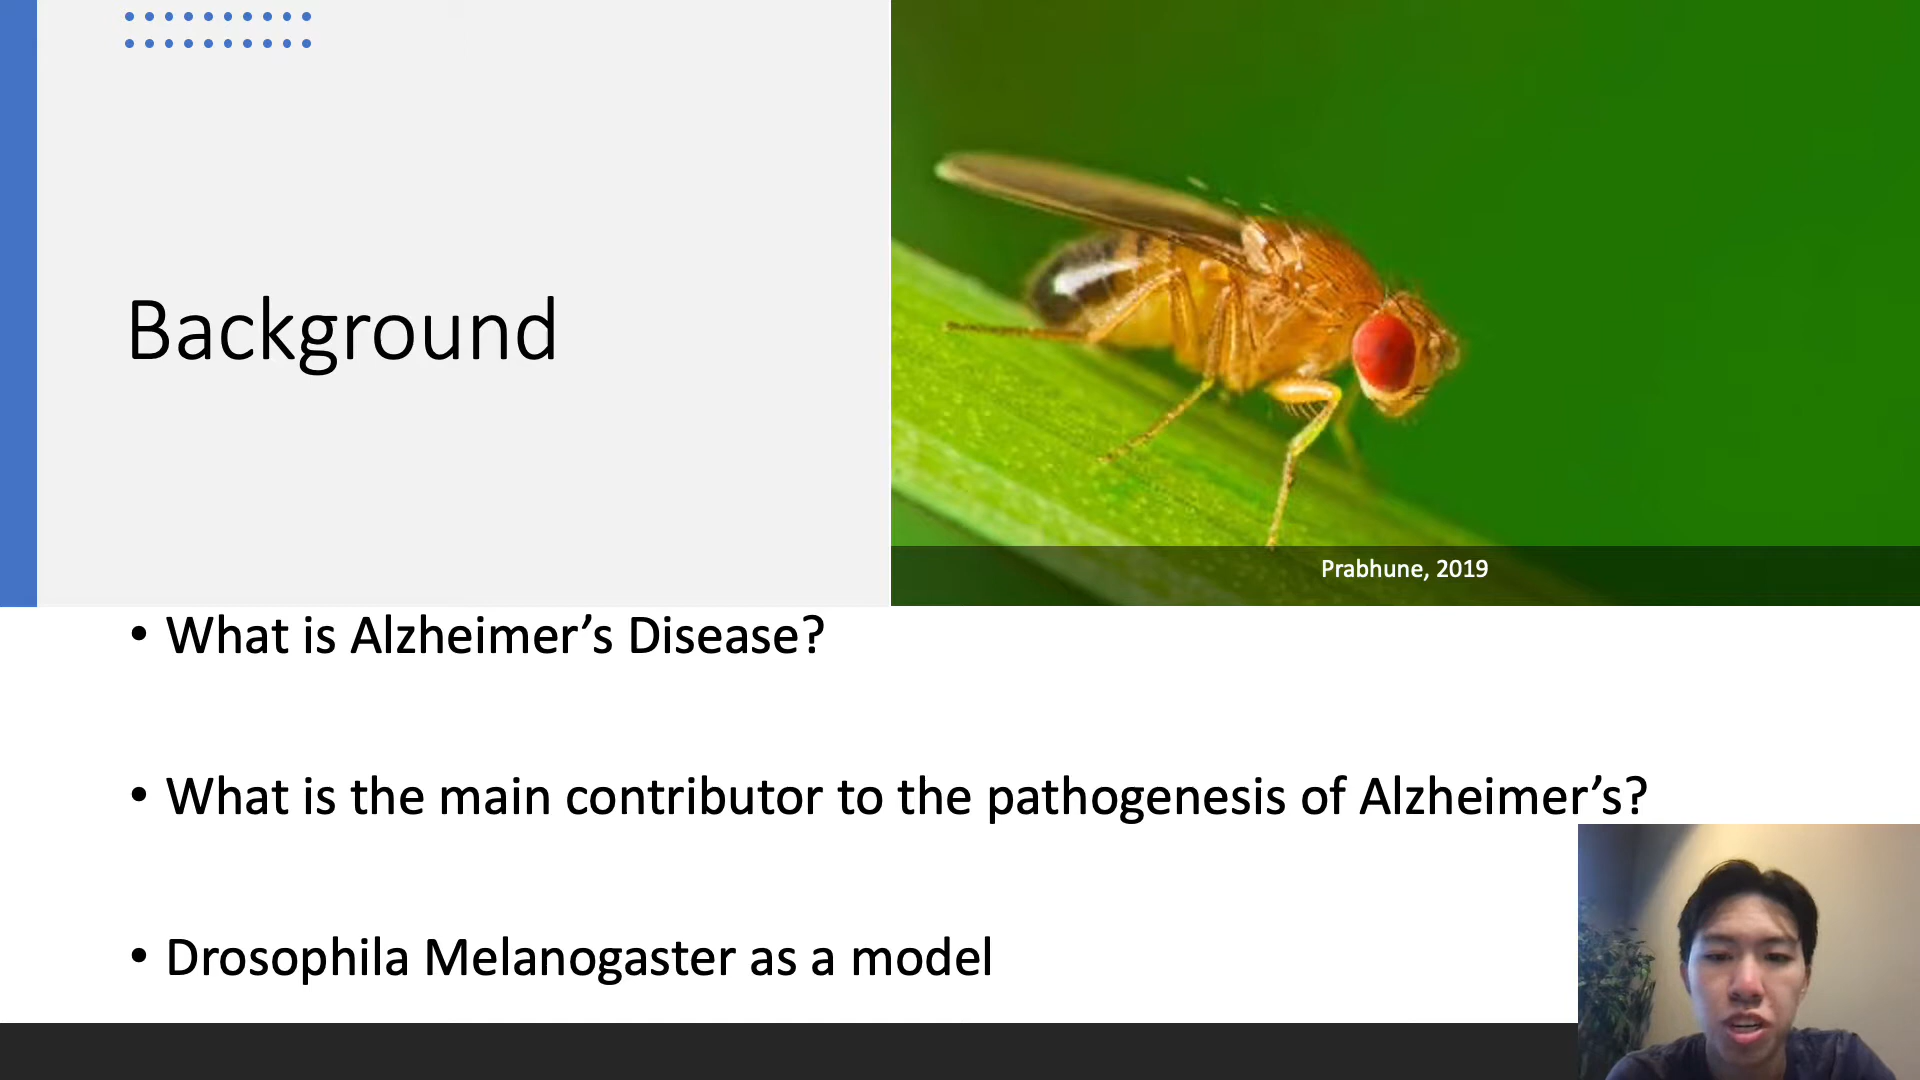 Background
Prabhune, 2019
• What is Alzheimer’s Disease?
• What is the main contributor to the pathogenesis of Alzheimer’s?
• Drosophila Melanogaster as a model